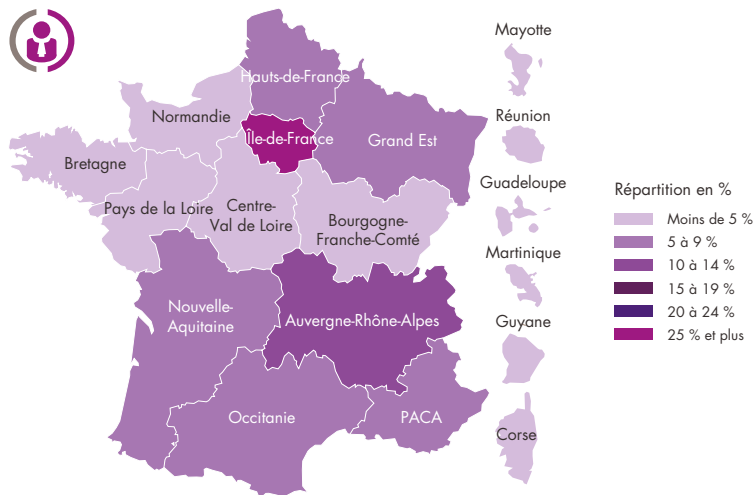 Hauts-de-France
Normandie
Île-de-France
Grand Est
Bretagne
Pays de la Loire
Centre-
Val de Loire
Bourgogne-
Franche-Comté
Nouvelle-
Aquitaine
Auvergne-Rhône-Alpes
Occitanie
PACA
Mayotte
Réunion
Guadeloupe
Martinique
Guyane
Corse
Répartition en %
Moins de 5 %
5 à 9 %
10 à 14 %
15 à 19 %
20 à 24 %
25 % et plus